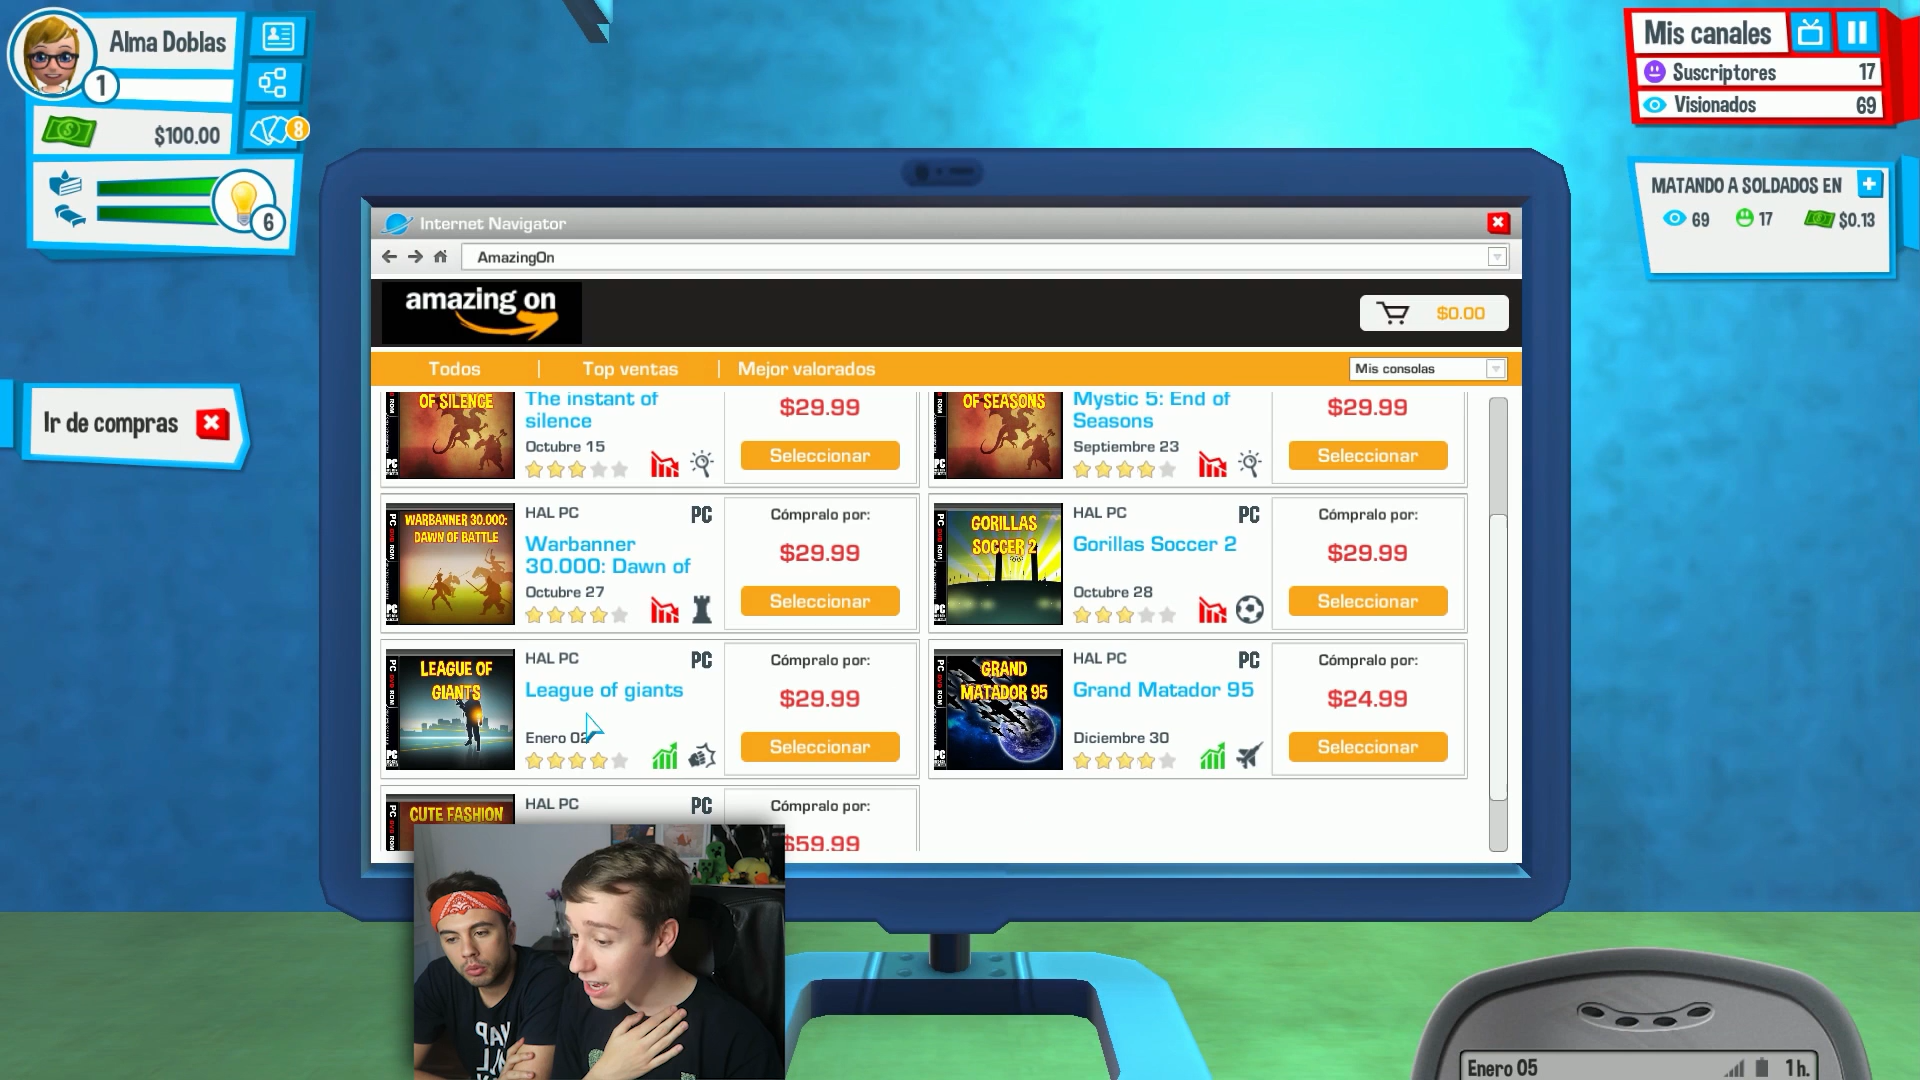 Alma Doblas
1
$100.00
8
6
Mis canales
Suscriptores 17
Visionados 69
MATANDO A SOLDADOS EN
69 17 $0.13
Ir de compras
Internet Navigator
AmazingOn
amazing on
$0.00
Todos | Top ventas | Mejor valorados
Mis consolas
OF SILENCE
The instant of
silence
Octubre 15
$29.99
Seleccionar
OF SEASONS
Mystic 5: End of
Seasons
Septiembre 23
$29.99
Seleccionar
WARBANNER 30.000:
DAWN OF BATTLE
HAL PC PC
Warbanner
30.000: Dawn of
Octubre 27
Cómpralo por:
$29.99
Seleccionar
GORILLAS
SOCCER 2
HAL PC PC
Gorillas Soccer 2
Octubre 28
Cómpralo por:
$29.99
Seleccionar
LEAGUE OF
GIANTS
HAL PC PC
League of giants
Enero 02
Cómpralo por:
$29.99
Seleccionar
GRAND
MATADOR 95
HAL PC PC
Grand Matador 95
Diciembre 30
Cómpralo por:
$24.99
Seleccionar
CUTE FASHION
HAL PC PC
Cómpralo por:
$59.99
Enero 05 1 h.